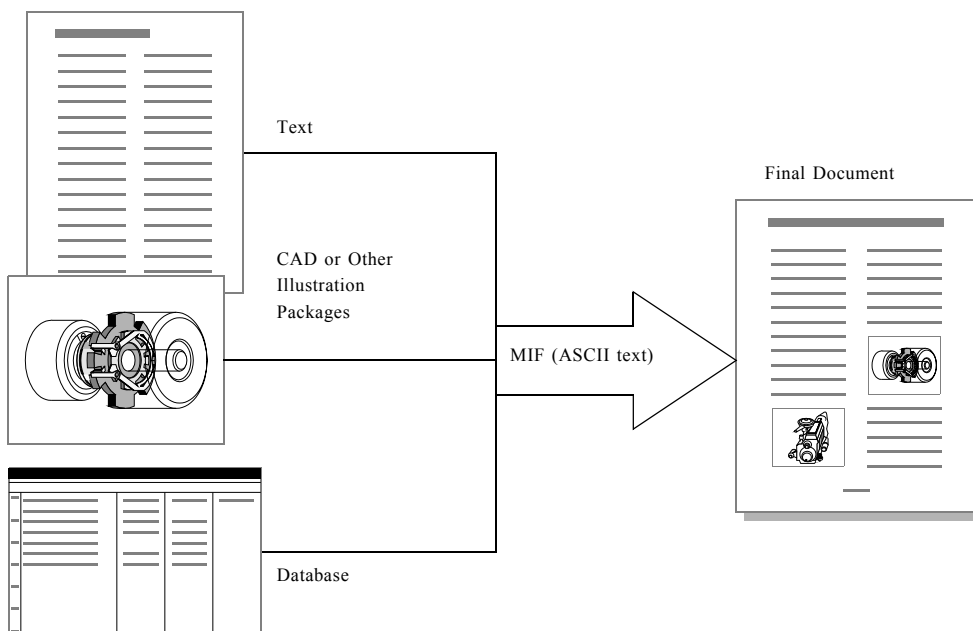 Text
Final Document
CAD or Other
Illustration
Packages
MIF (ASCII text)
Database